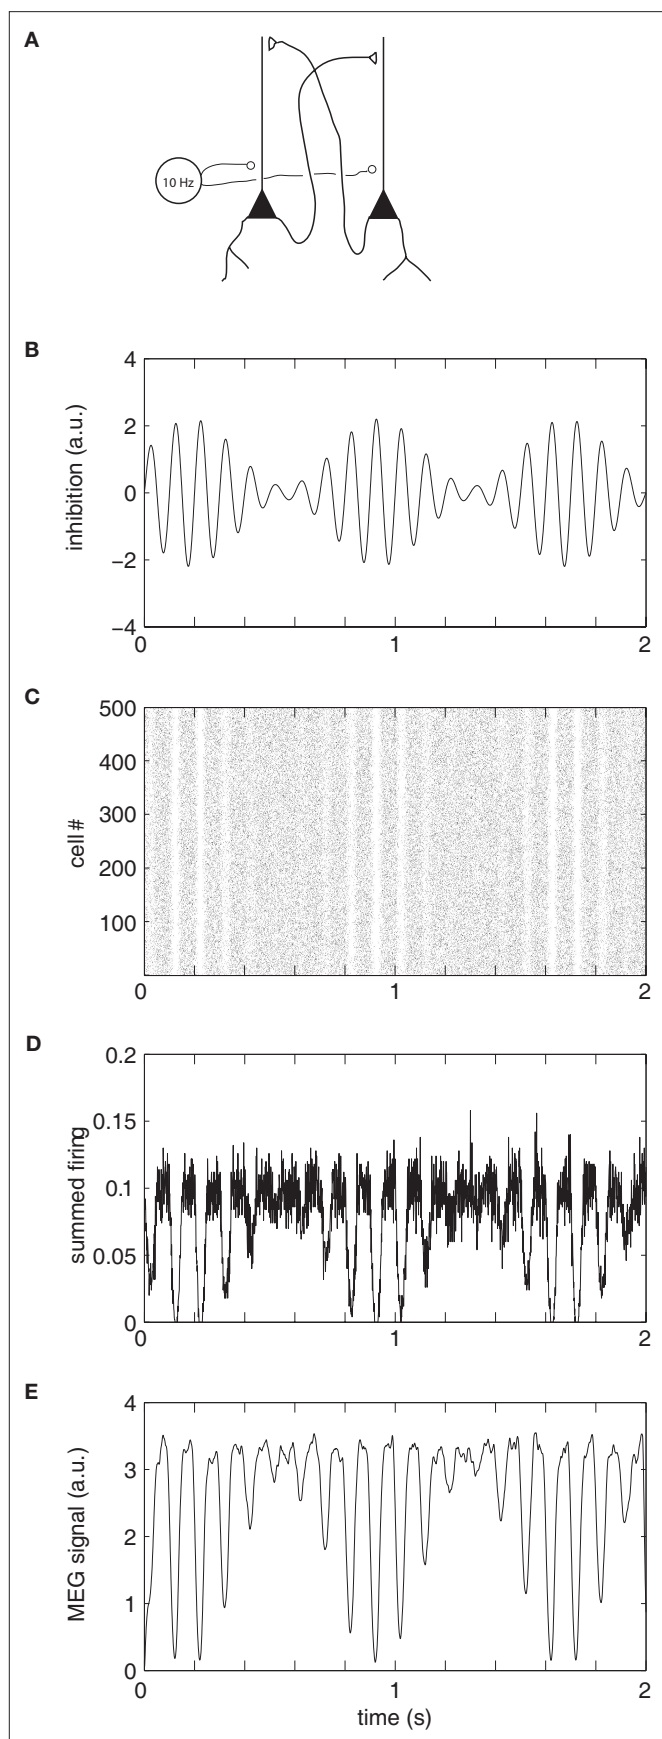 A
10 Hz
B
inhibition (a.u.)
4
2
0
−2
−4
0
1
2
C
cell #
500
400
300
200
100
0
1
2
D
summed firing
0.2
0.15
0.1
0.05
0
0
1
2
E
MEG signal (a.u.)
4
3
2
1
0
0
1
2
time (s)